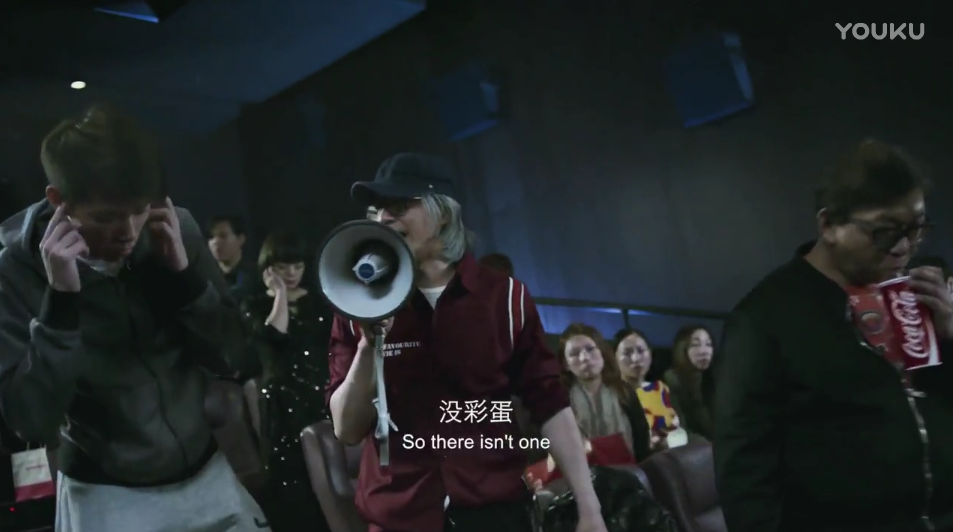 YOUKU
没彩蛋
So there isn't one
Coca-Cola